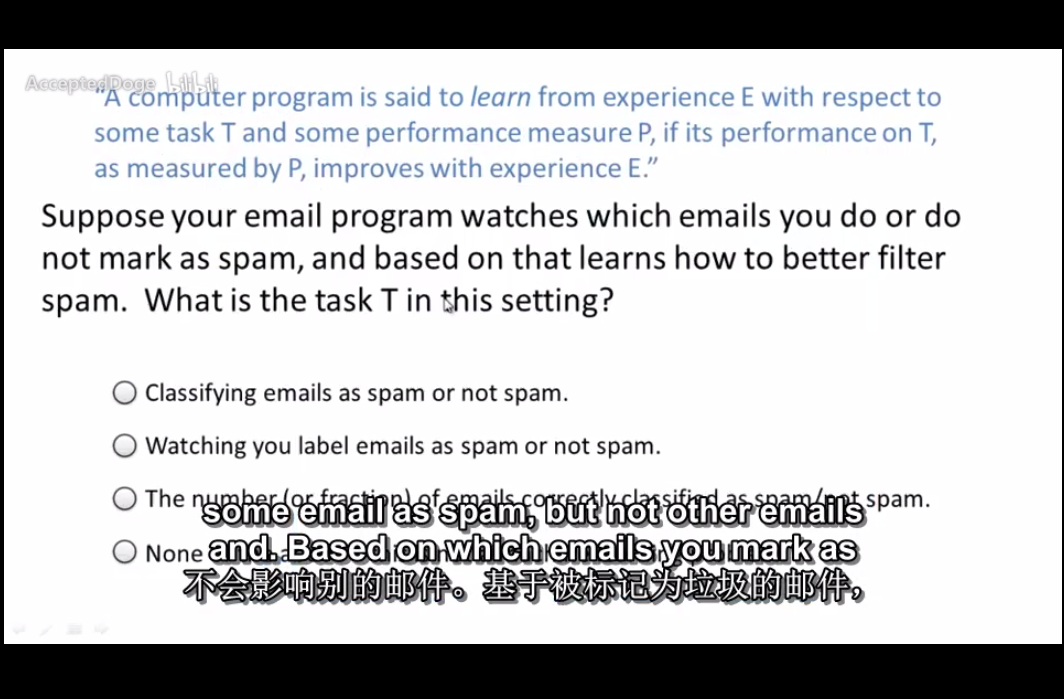 AcceptedDoge bilibili
“A computer program is said to learn from experience E with respect to
some task T and some performance measure P, if its performance on T,
as measured by P, improves with experience E.”
Suppose your email program watches which emails you do or do
not mark as spam, and based on that learns how to better filter
spam. What is the task T in this setting?
Classifying emails as spam or not spam.
Watching you label emails as spam or not spam.
The number (or fraction) of emails correctly classified as spam/not spam.
None
some email as spam, but not other emails
and. Based on which emails you mark as
不会影响别的邮件。基于被标记为垃圾的邮件，